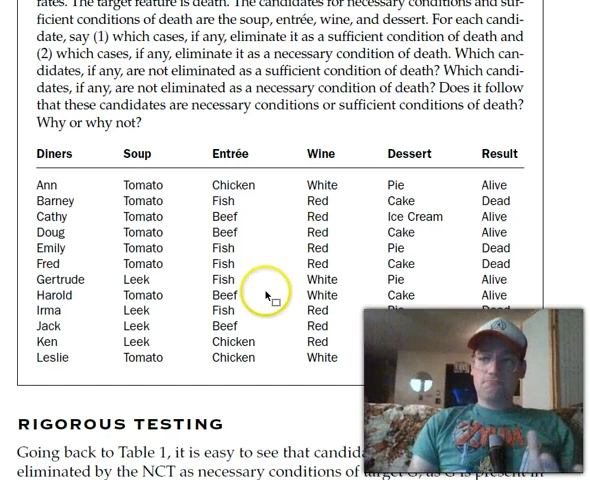 rates. The target feature is death. The candidates for necessary conditions and suf-
ficient conditions of death are the soup, entrée, wine, and dessert. For each candi-
date, say (1) which cases, if any, eliminate it as a sufficient condition of death and
(2) which cases, if any, eliminate it as a necessary condition of death. Which can-
didates, if any, are not eliminated as a sufficient condition of death? Which candi-
dates, if any, are not eliminated as a necessary condition of death? Does it follow
that these candidates are necessary conditions or sufficient conditions of death?
Why or why not?
Diners Soup Entrée Wine Dessert Result
Ann Tomato Chicken White Pie Alive
Barney Tomato Fish Red Cake Dead
Cathy Tomato Beef Red Ice Cream Alive
Doug Tomato Beef Red Cake Alive
Emily Tomato Fish Red Pie Dead
Fred Tomato Fish Red Cake Dead
Gertrude Leek Fish White Pie Alive
Harold Tomato Beef White Cake Alive
Irma Leek Fish Red Pie Dead
Jack Leek Beef Red
Ken Leek Chicken Red
Leslie Tomato Chicken White
RIGOROUS TESTING
Going back to Table 1, it is easy to see that candida
eliminated by the NCT as necessary conditions of target G, as G is present in